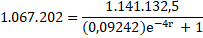 1.067.202 = 1.141.132,5 / ((0,09242)e^{-4r} + 1)